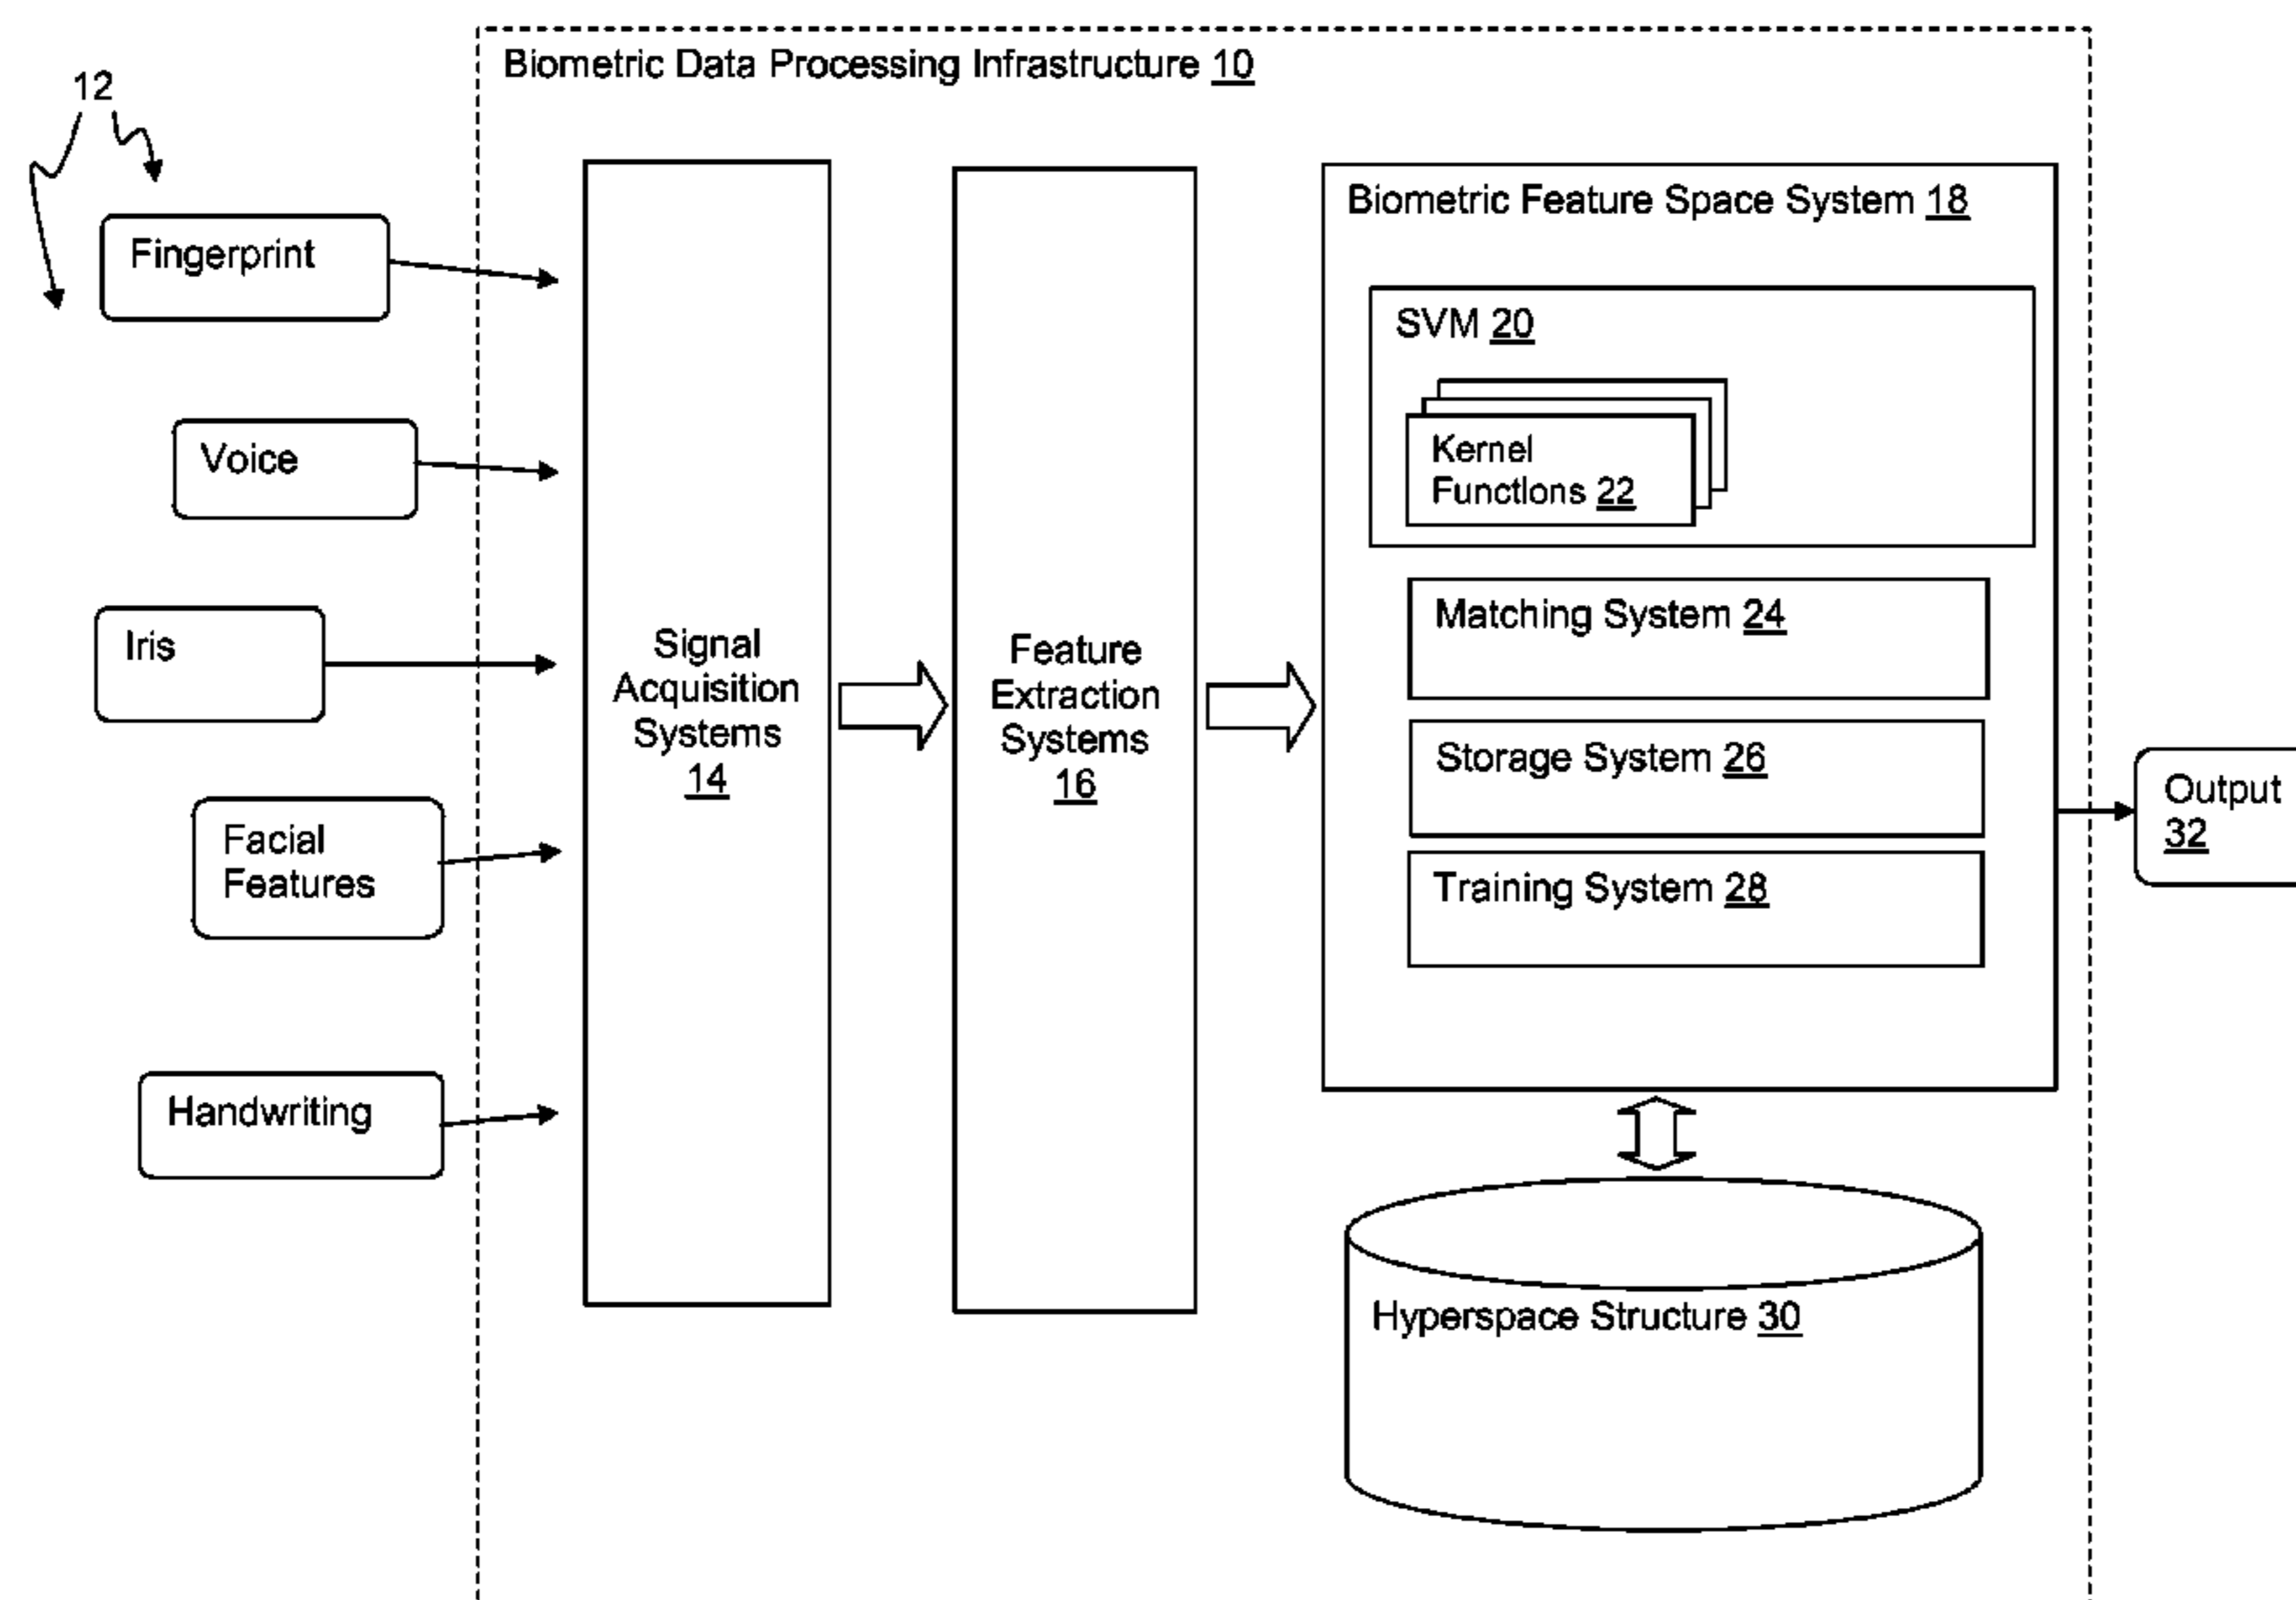 Biometric Data Processing Infrastructure 10
12
Fingerprint
Voice
Iris
Facial
Features
Handwriting
Signal
Acquisition
Systems
14
Feature
Extraction
Systems
16
Biometric Feature Space System 18
SVM 20
Kernel
Functions 22
Matching System 24
Storage System 26
Training System 28
Hyperspace Structure 30
Output
32